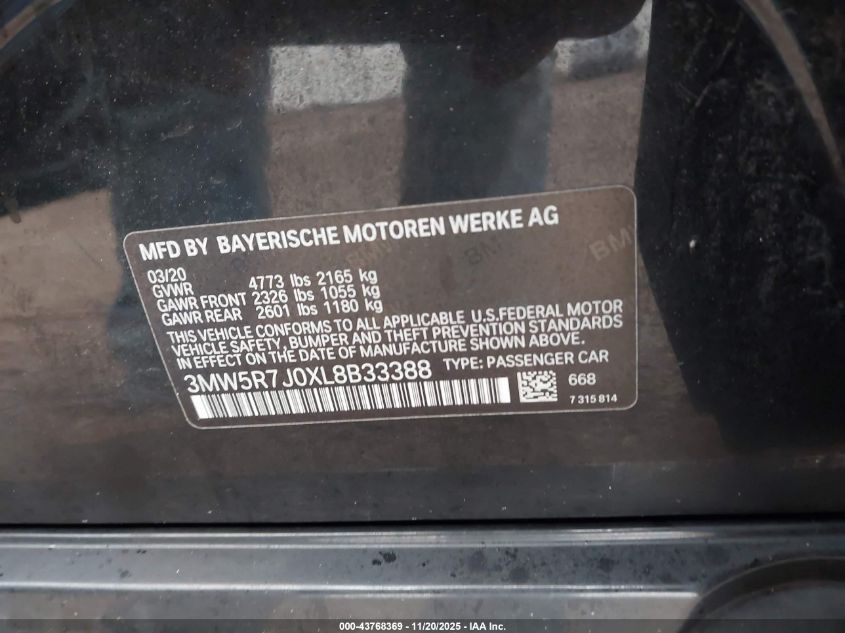 MFD BY BAYERISCHE MOTOREN WERKE AG
03/20
GVWR 4773 lbs 2165 kg
GAWR FRONT 2326 lbs 1055 kg
GAWR REAR 2601 lbs 1180 kg
THIS VEHICLE CONFORMS TO ALL APPLICABLE U.S.FEDERAL MOTOR
VEHICLE SAFETY, BUMPER AND THEFT PREVENTION STANDARDS
IN EFFECT ON THE DATE OF MANUFACTURE SHOWN ABOVE.
3MW5R7J0XL8B33388 TYPE: PASSENGER CAR
668
7 315 814
000-43768369 - 11/20/2025 - IAA Inc.